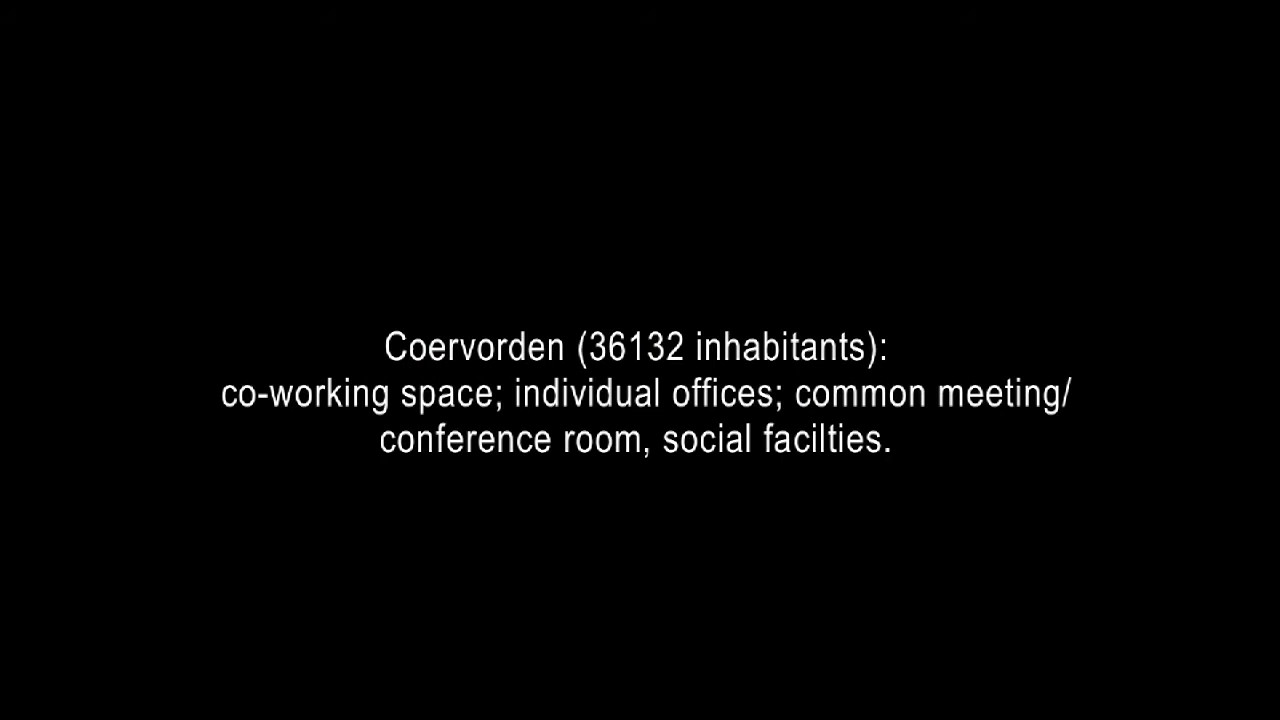 Coervorden (36132 inhabitants):
co-working space; individual offices; common meeting/
conference room, social facilties.